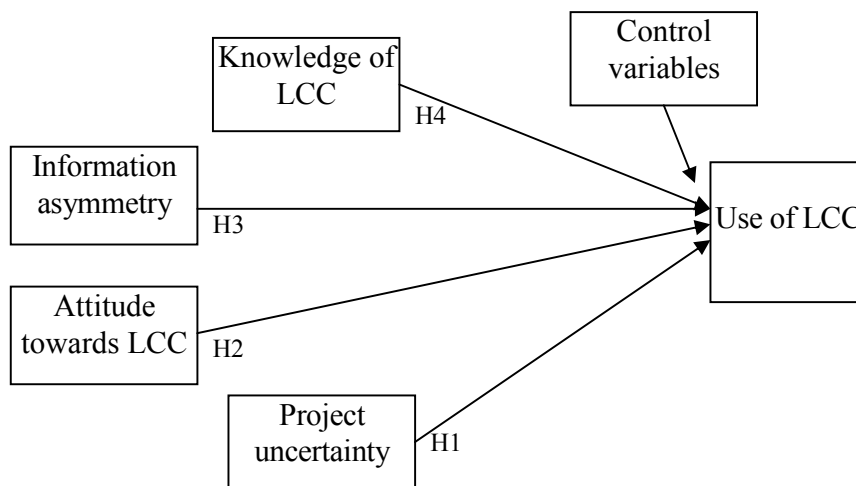 Control
variables
Knowledge of
LCC
H4
Information
asymmetry
H3
Use of LCC
Attitude
towards LCC
H2
Project
uncertainty
H1